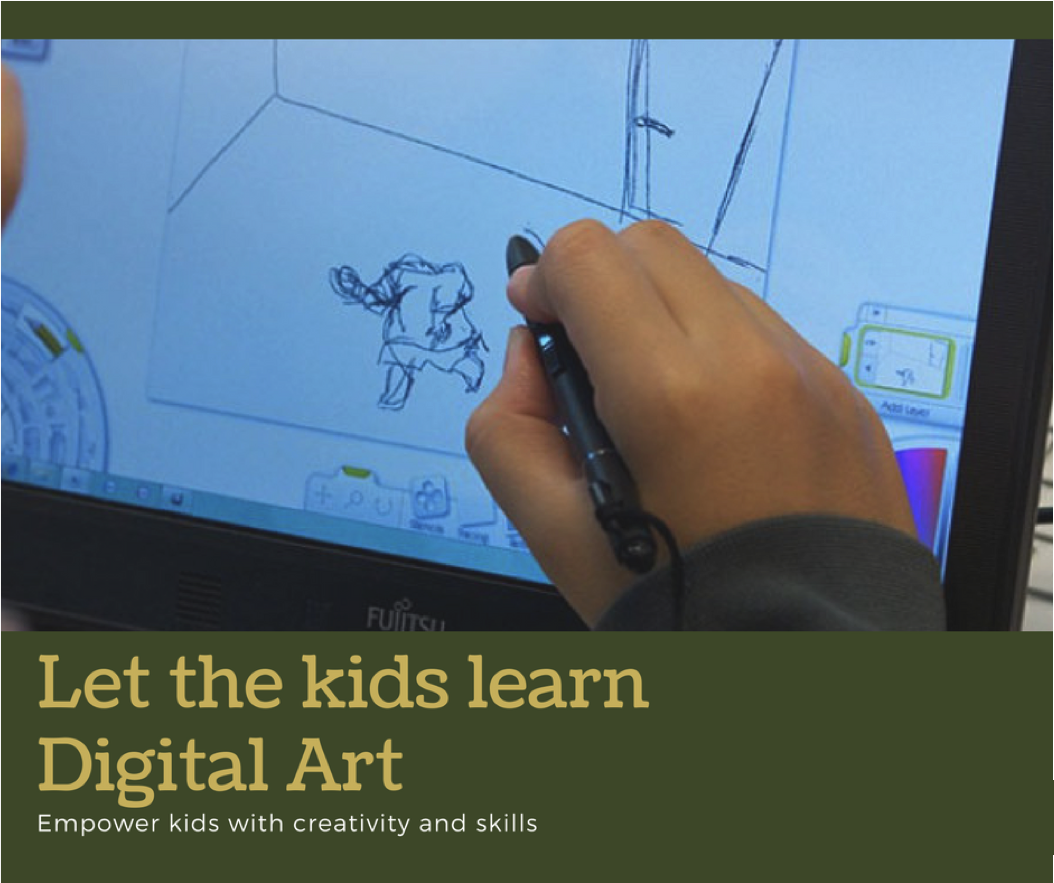 Add Layer
FUJITSU
Let the kids learn
Digital Art
Empower kids with creativity and skills